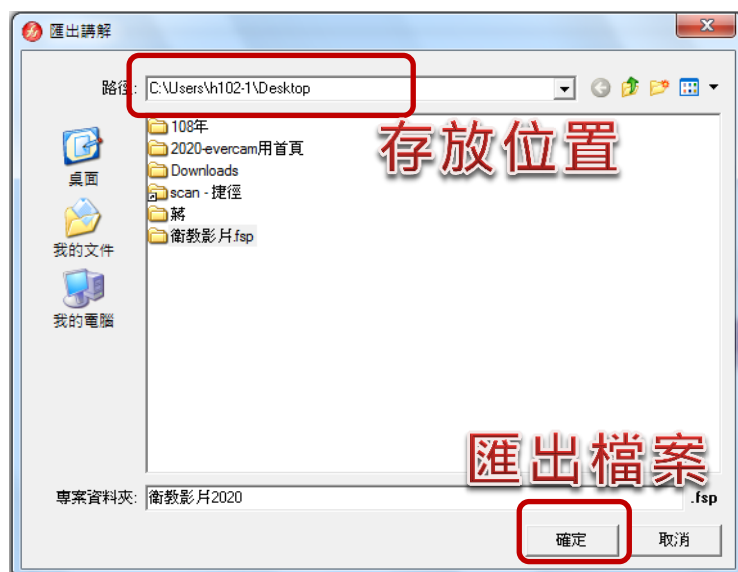 匯出講解
路徑: C:\Users\h102-1\Desktop
108年
2020-evercam用首頁
Downloads
scan - 捷徑
蔣
衛教影片.fsp
存放位置
桌面
我的文件
我的電腦
匯出檔案
專案資料夾: 衛教影片2020 .fsp
確定 取消